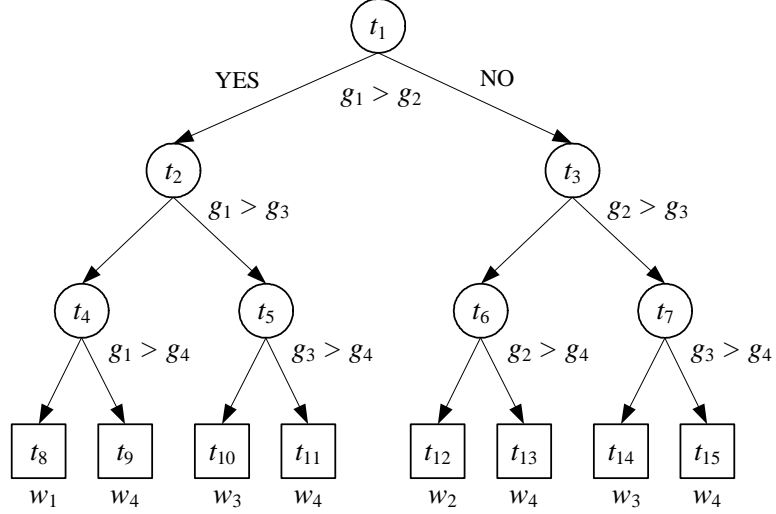 t₁
YES NO
g₁ > g₂
t₂ t₃
g₁ > g₃ g₂ > g₃
t₄ t₅ t₆ t₇
g₁ > g₄ g₃ > g₄ g₂ > g₄ g₃ > g₄
t₈ t₉ t₁₀ t₁₁ t₁₂ t₁₃ t₁₄ t₁₅
w₁ w₄ w₃ w₄ w₂ w₄ w₃ w₄